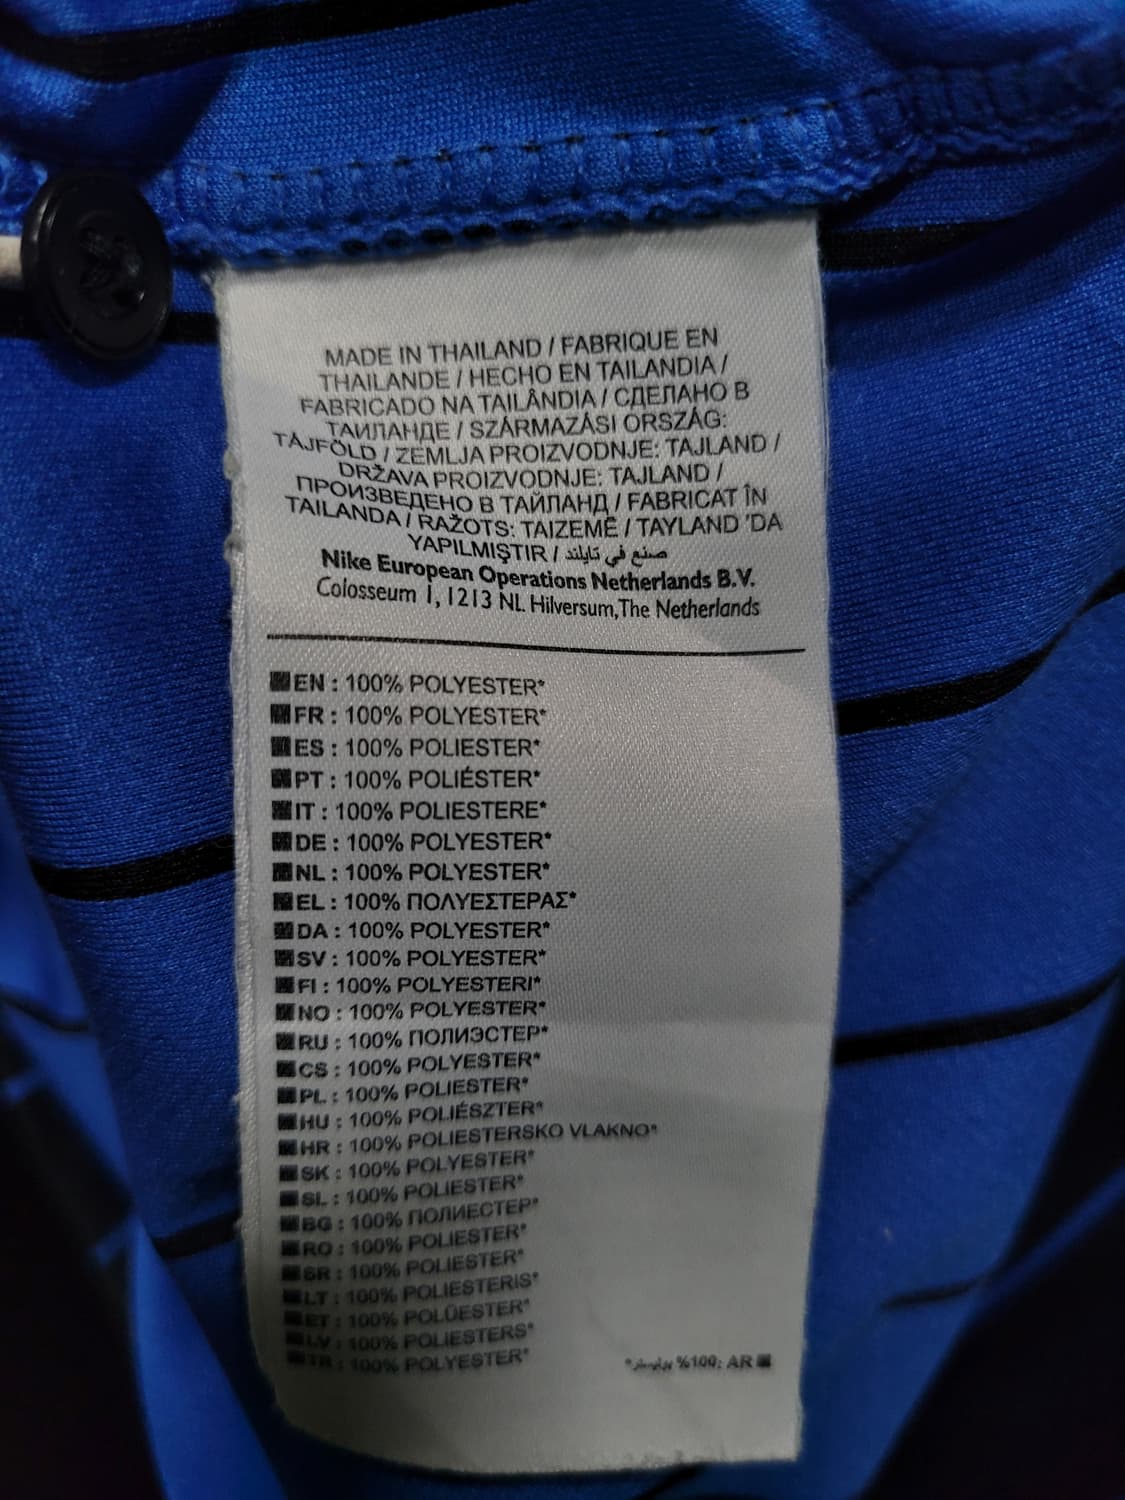 MADE IN THAILAND / FABRIQUE EN
THAILANDE / HECHO EN TAILANDIA /
FABRICADO NA TAILÂNDIA / СДЕЛАНО В
ТАИЛАНДЕ / SZÁRMAZÁSI ORSZÁG:
TÁJFÖLD / ZEMLJA PROIZVODNJE: TAJLAND /
DRŽAVA PROIZVODNJE: TAJLAND /
ПРОИЗВЕДЕНО В ТАЙЛАНД / FABRICAT ÎN
TAILANDA / RAŽOTS: TAIZEMĒ / TAYLAND 'DA
YAPILMIŞTIR / صنع في تايلند
Nike European Operations Netherlands B.V.
Colosseum 1, 1213 NL Hilversum, The Netherlands
EN : 100% POLYESTER*
FR : 100% POLYESTER*
ES : 100% POLIESTER*
PT : 100% POLIÉSTER*
IT : 100% POLIESTERE*
DE : 100% POLYESTER*
NL : 100% POLYESTER*
EL : 100% ΠΟΛΥΕΣΤΕΡΑΣ*
DA : 100% POLYESTER*
SV : 100% POLYESTER*
FI : 100% POLYESTERI*
NO : 100% POLYESTER*
RU : 100% ПОЛИЭСТЕР*
CS : 100% POLYESTER*
PL : 100% POLIESTER*
HU : 100% POLIÉSZTER*
HR : 100% POLIESTERSKO VLAKNO*
SK : 100% POLYESTER*
SL : 100% POLIESTER*
BG : 100% ПОЛИЕСТЕР*
RO : 100% POLIESTER*
SR : 100% POLIESTER*
LT : 100% POLIESTERIS*
ET : 100% POLÜESTER*
LV : 100% POLIESTERS*
TR : 100% POLYESTER*
%100: AR